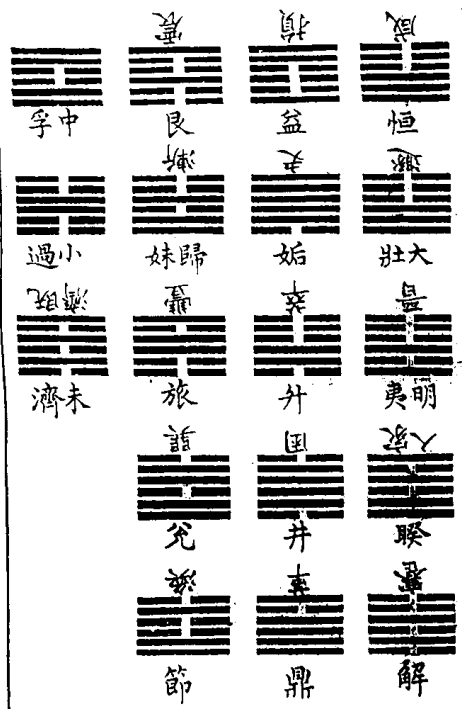 咸
恒
遯
大壯
晉
明夷
家人
睽
蹇
解
損
益
夬
姤
萃
升
困
井
革
鼎
震
艮
漸
歸妹
豐
旅
巽
兊
渙
節
中孚
小過
既濟
未濟